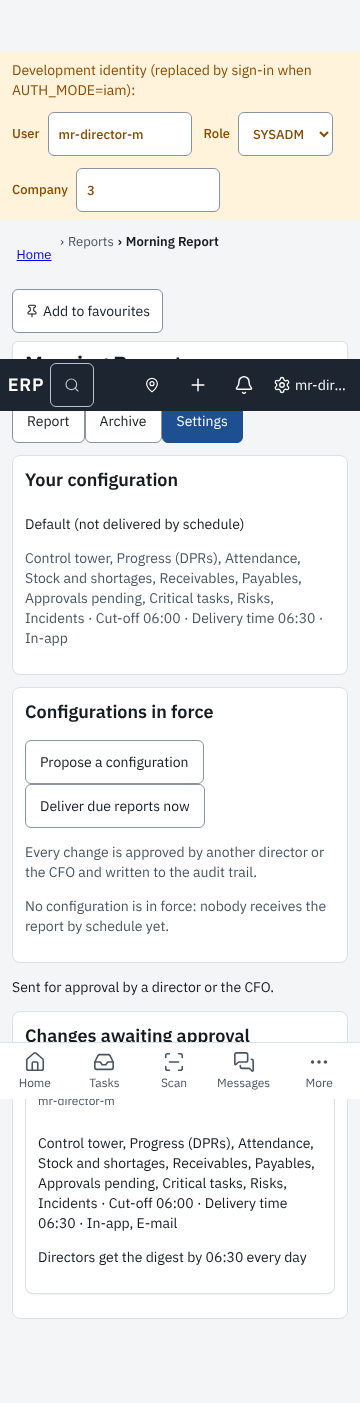 Development identity (replaced by sign-in when
AUTH_MODE=iam):
User mr-director-m Role SYSADM
Company 3
Home › Reports › Morning Report
Add to favourites
ERP mr-dir...
Report Archive Settings
Your configuration
Default (not delivered by schedule)
Control tower, Progress (DPRs), Attendance,
Stock and shortages, Receivables, Payables,
Approvals pending, Critical tasks, Risks,
Incidents · Cut-off 06:00 · Delivery time 06:30 ·
In-app
Configurations in force
Propose a configuration
Deliver due reports now
Every change is approved by another director or
the CFO and written to the audit trail.
No configuration is in force: nobody receives the
report by schedule yet.
Sent for approval by a director or the CFO.
Changes awaiting approval
Home Tasks Scan Messages More
mr-director-m
Control tower, Progress (DPRs), Attendance,
Stock and shortages, Receivables, Payables,
Approvals pending, Critical tasks, Risks,
Incidents · Cut-off 06:00 · Delivery time
06:30 · In-app, E-mail
Directors get the digest by 06:30 every day